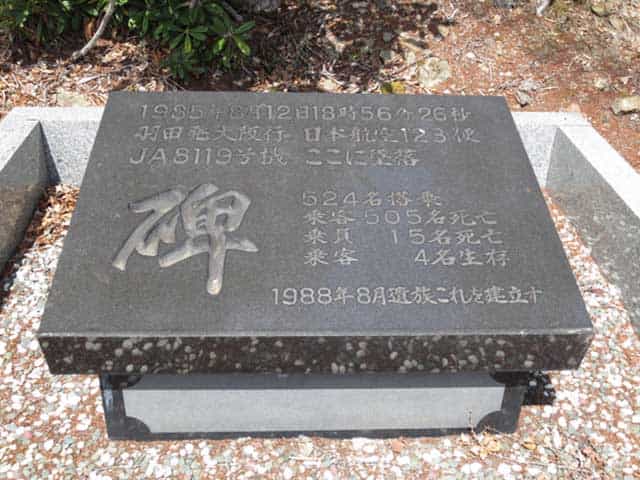 1985年8月12日18時56分26秒
羽田発大阪行 日本航空123便
JA8119号機 ここに墜落
碑
524名搭乗
乗客505名死亡
乗員 15名死亡
乗客 4名生存
1988年8月遺族これを建立す